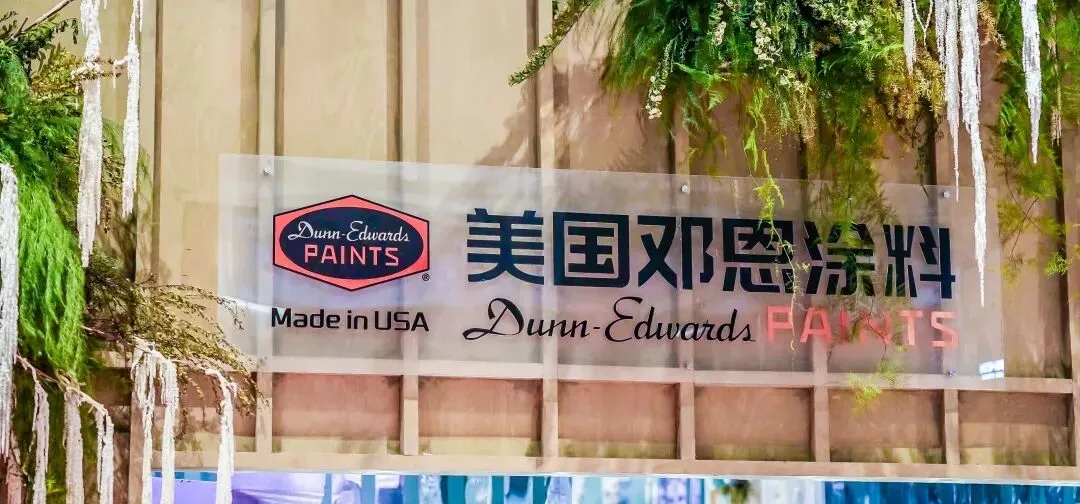 Dunn-Edwards
PAINTS
®
Made in USA
美国邓恩涂料
Dunn-Edwards PAINTS